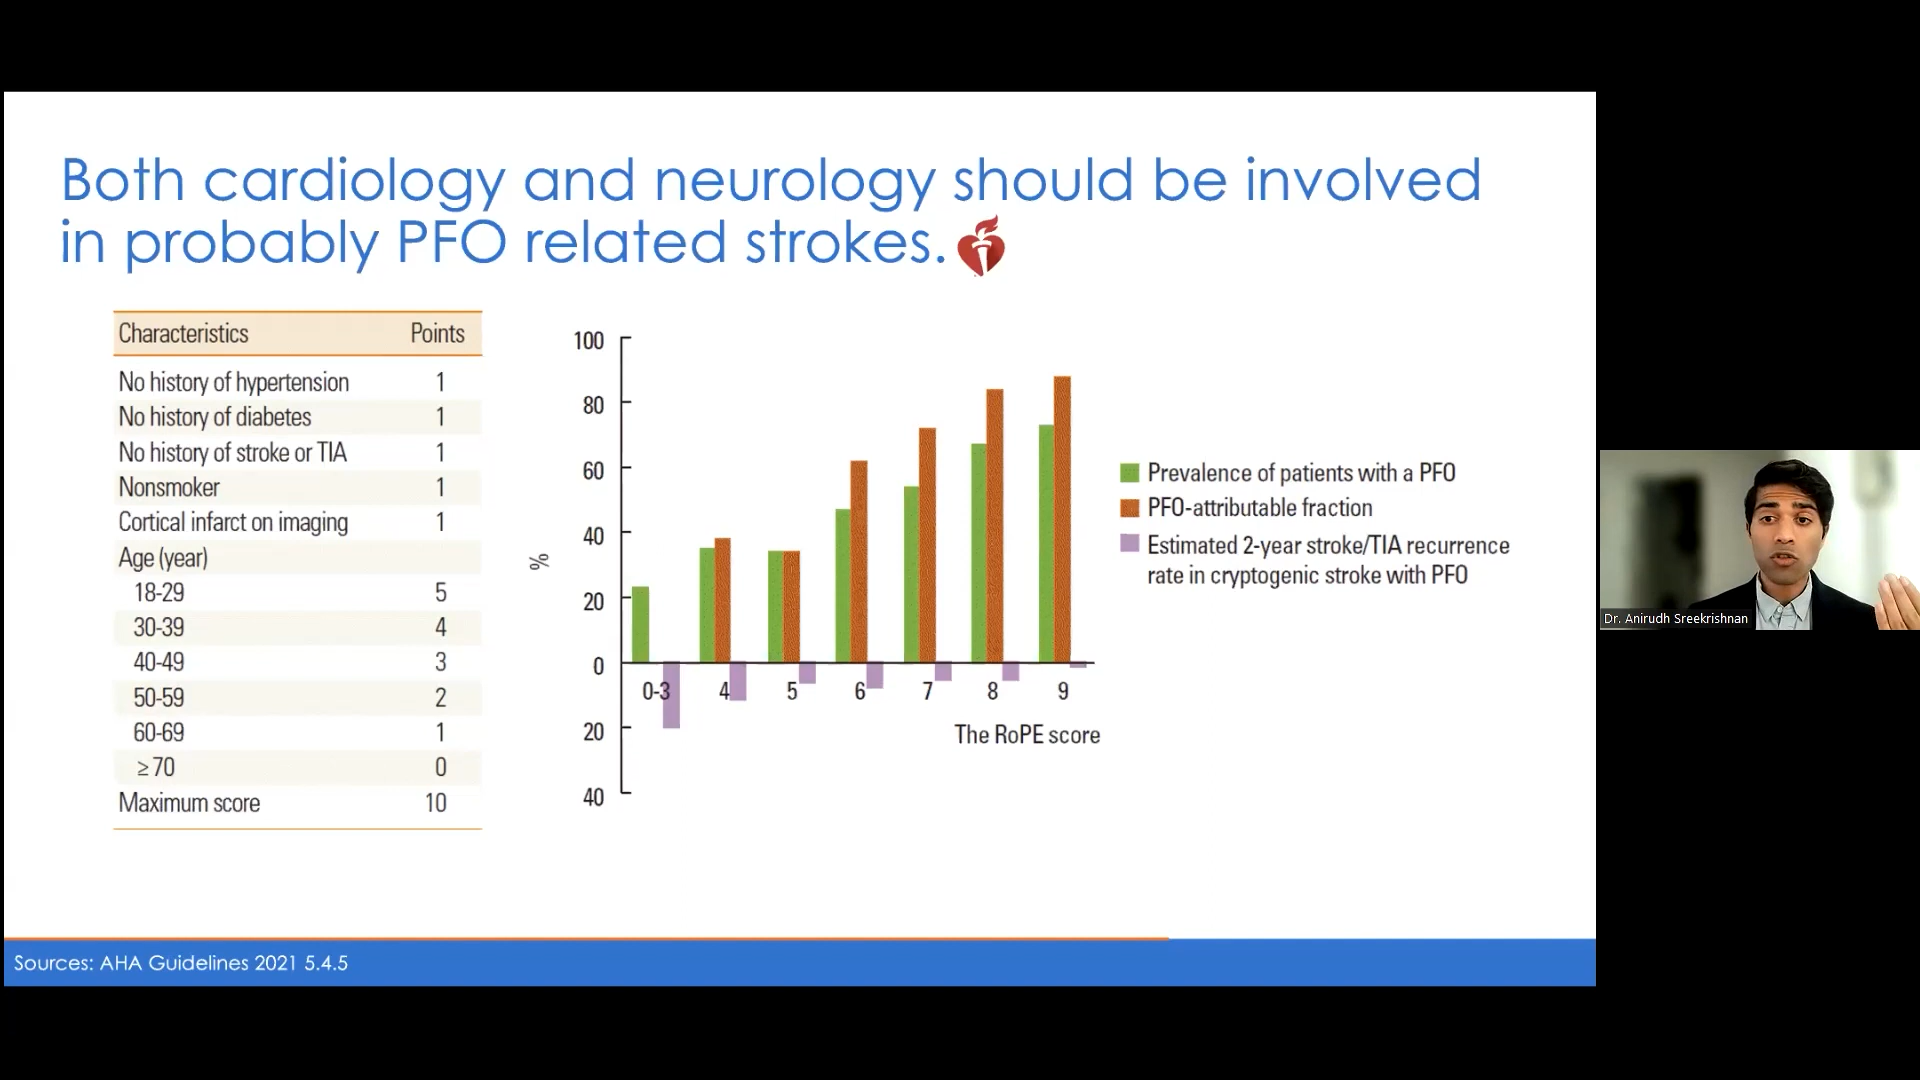 Both cardiology and neurology should be involved
in probably PFO related strokes.
Characteristics Points
No history of hypertension 1
No history of diabetes 1
No history of stroke or TIA 1
Nonsmoker 1
Cortical infarct on imaging 1
Age (year)
18-29 5
30-39 4
40-49 3
50-59 2
60-69 1
≥70 0
Maximum score 10
%
100
80
60
40
20
0
20
40
0-3 4 5 6 7 8 9
The RoPE score
Prevalence of patients with a PFO
PFO-attributable fraction
Estimated 2-year stroke/TIA recurrence
rate in cryptogenic stroke with PFO
Dr. Anirudh Sreekrishnan
Sources: AHA Guidelines 2021 5.4.5